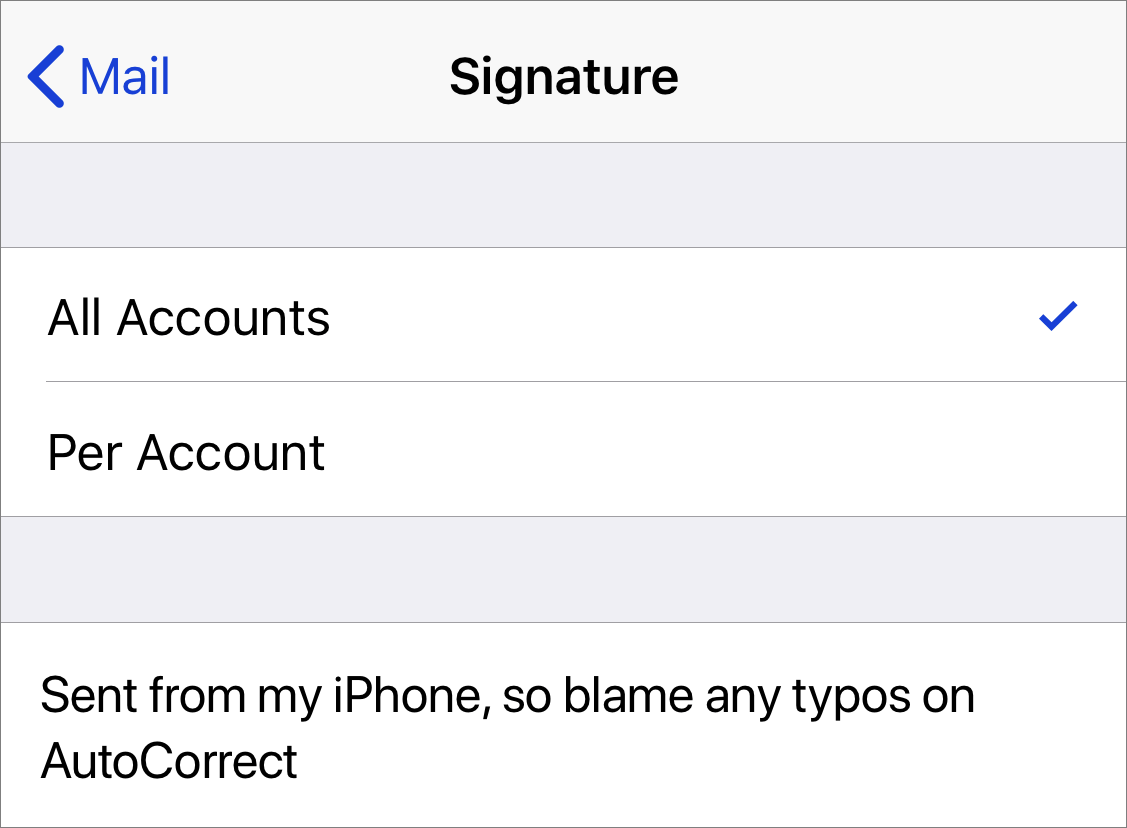 Mail Signature
All Accounts
Per Account
Sent from my iPhone, so blame any typos on
AutoCorrect